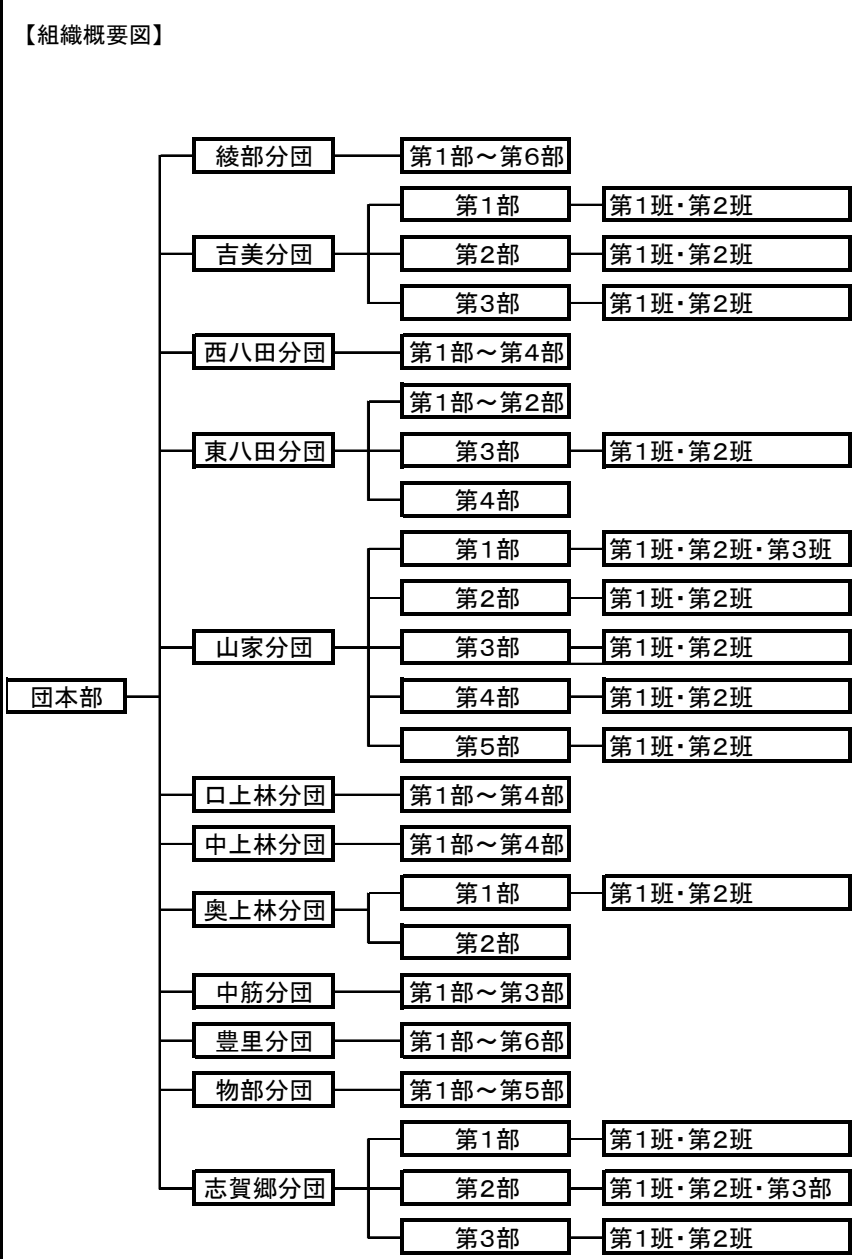 【組織概要図】
綾部分団 第1部～第6部
第1部 第1班・第2班
吉美分団 第2部 第1班・第2班
第3部 第1班・第2班
西八田分団 第1部～第4部
第1部～第2部
東八田分団 第3部 第1班・第2班
第4部
第1部 第1班・第2班・第3班
第2部 第1班・第2班
山家分団 第3部 第1班・第2班
団本部 第4部 第1班・第2班
第5部 第1班・第2班
口上林分団 第1部～第4部
中上林分団 第1部～第4部
第1部 第1班・第2班
奥上林分団
第2部
中筋分団 第1部～第3部
豊里分団 第1部～第6部
物部分団 第1部～第5部
第1部 第1班・第2班
志賀郷分団 第2部 第1班・第2班・第3部
第3部 第1班・第2班